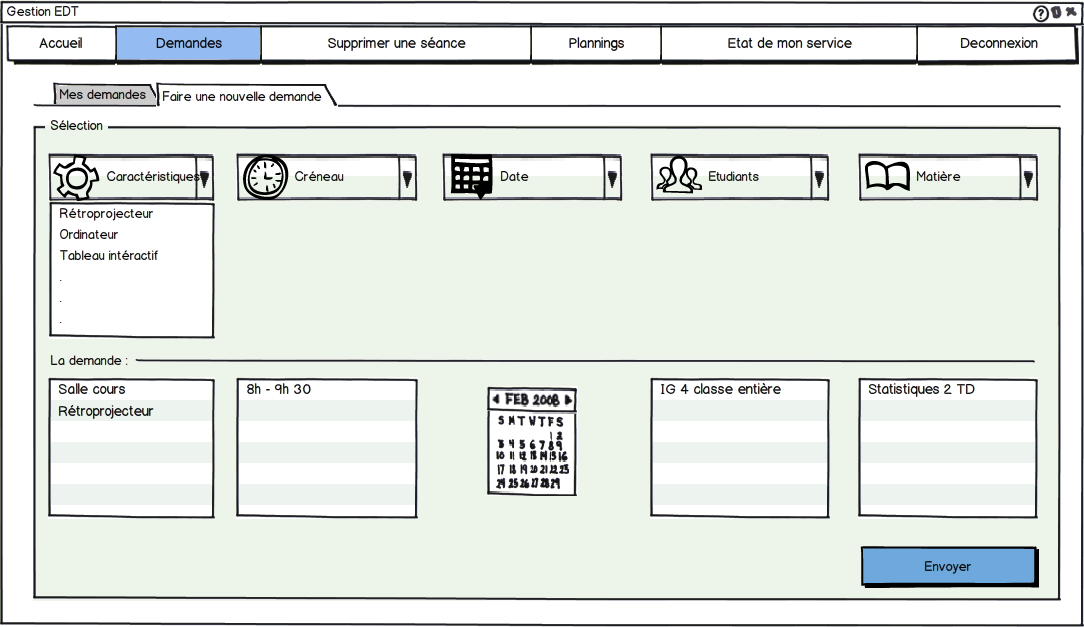 Gestion EDT
Accueil Demandes Supprimer une séance Plannings Etat de mon service Deconnexion
Mes demandes Faire une nouvelle demande
Sélection
Caractéristiques Créneau Date Etudiants Matière
Rétroprojecteur
Ordinateur
Tableau intéractif
.
.
.
La demande :
Salle cours 8h - 9h 30 IG 4 classe entière Statistiques 2 TD
Rétroprojecteur
FEB 2008
S M T W T F S
1 2
3 4 5 6 7 8 9
10 11 12 13 14 15 16
17 18 19 20 21 22 23
24 25 26 27 28 29
Envoyer